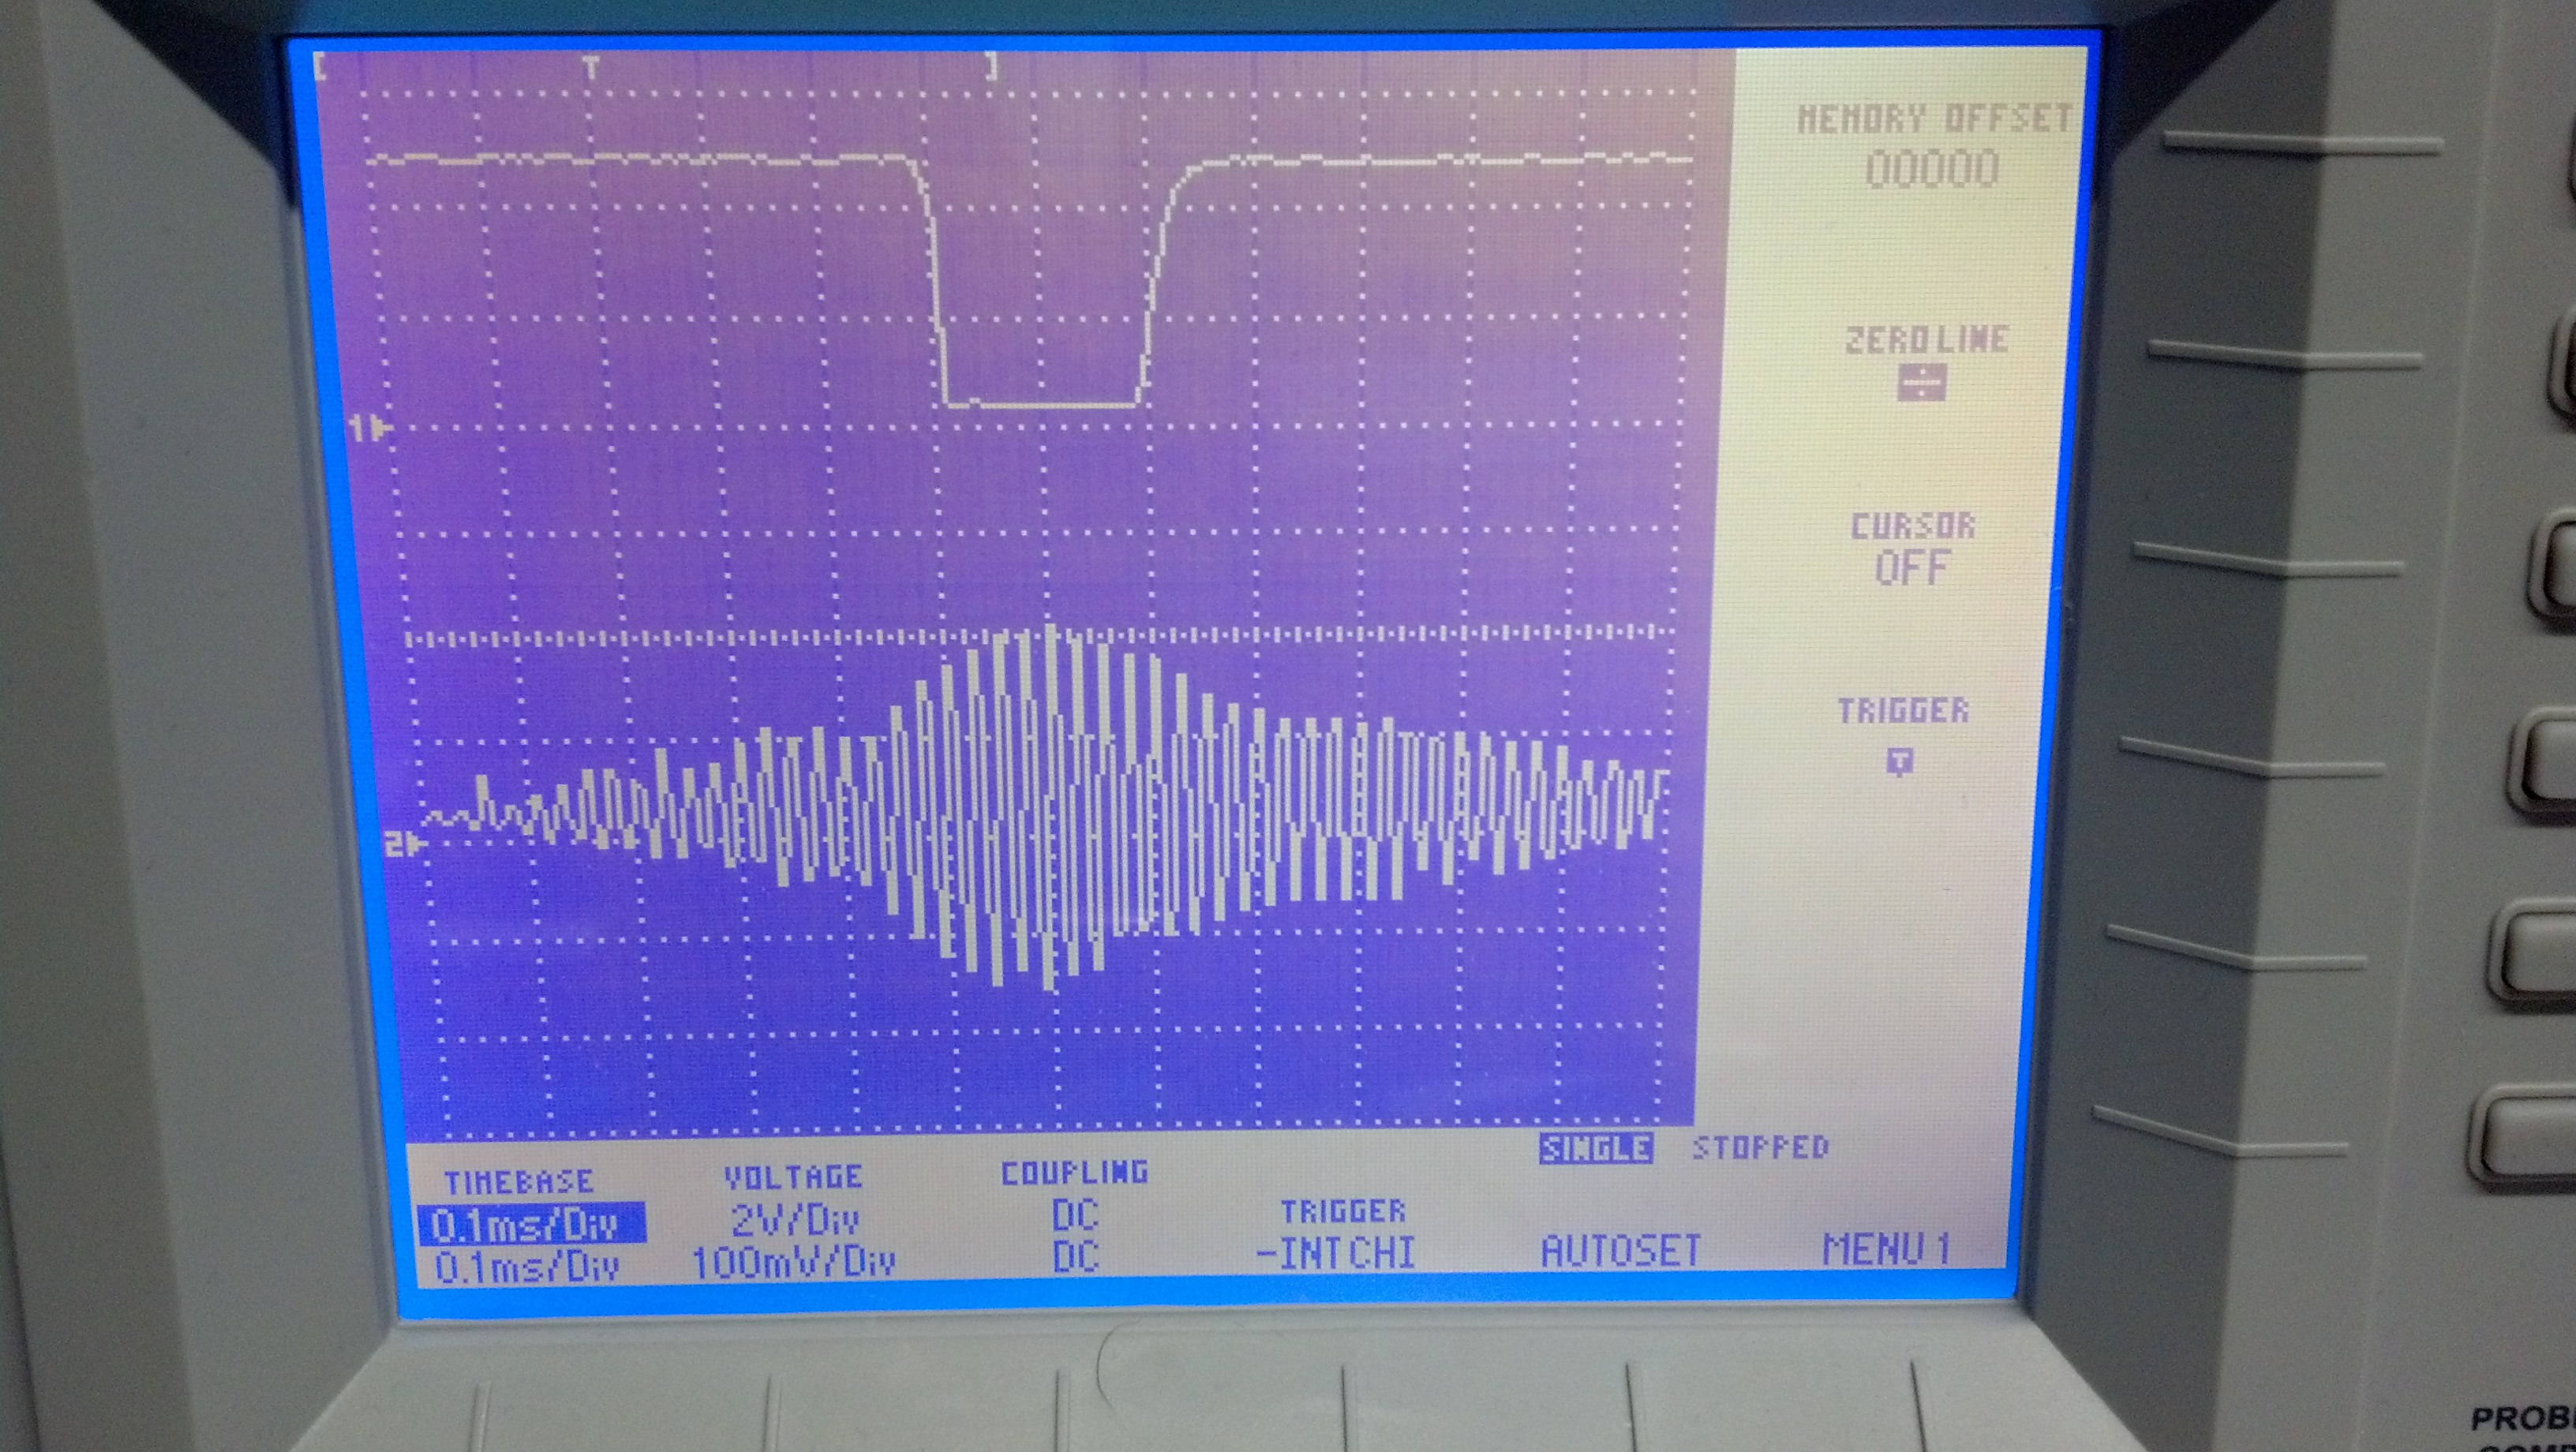 [ T ]
MEMORY OFFSET
00000
ZERO LINE
1
CURSOR
OFF
TRIGGER
T
2
SINGLE STOPPED
TIMEBASE VOLTAGE COUPLING
0.1ms/Div 2V/Div DC TRIGGER
0.1ms/Div 100mV/Div DC -INT CHI AUTOSET MENU 1